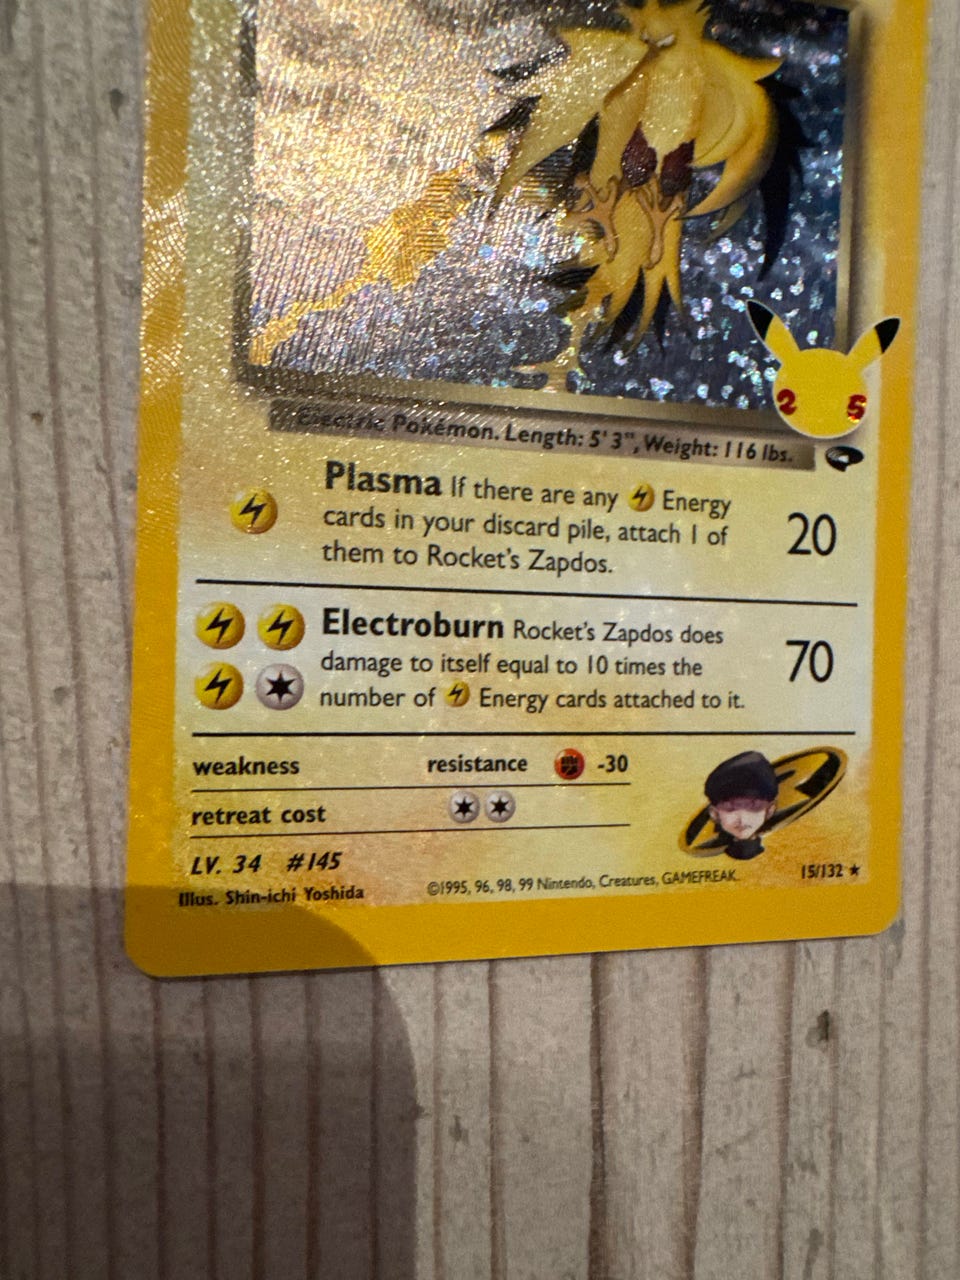 Electric Pokémon. Length: 5' 3", Weight: 116 lbs.
25
Plasma If there are any Energy
cards in your discard pile, attach 1 of
them to Rocket's Zapdos.
20
Electroburn Rocket's Zapdos does
damage to itself equal to 10 times the
number of Energy cards attached to it.
70
weakness resistance -30
retreat cost
LV. 34 #145
Illus. Shin-ichi Yoshida ©1995, 96, 98, 99 Nintendo, Creatures, GAMEFREAK. 15/132 ★